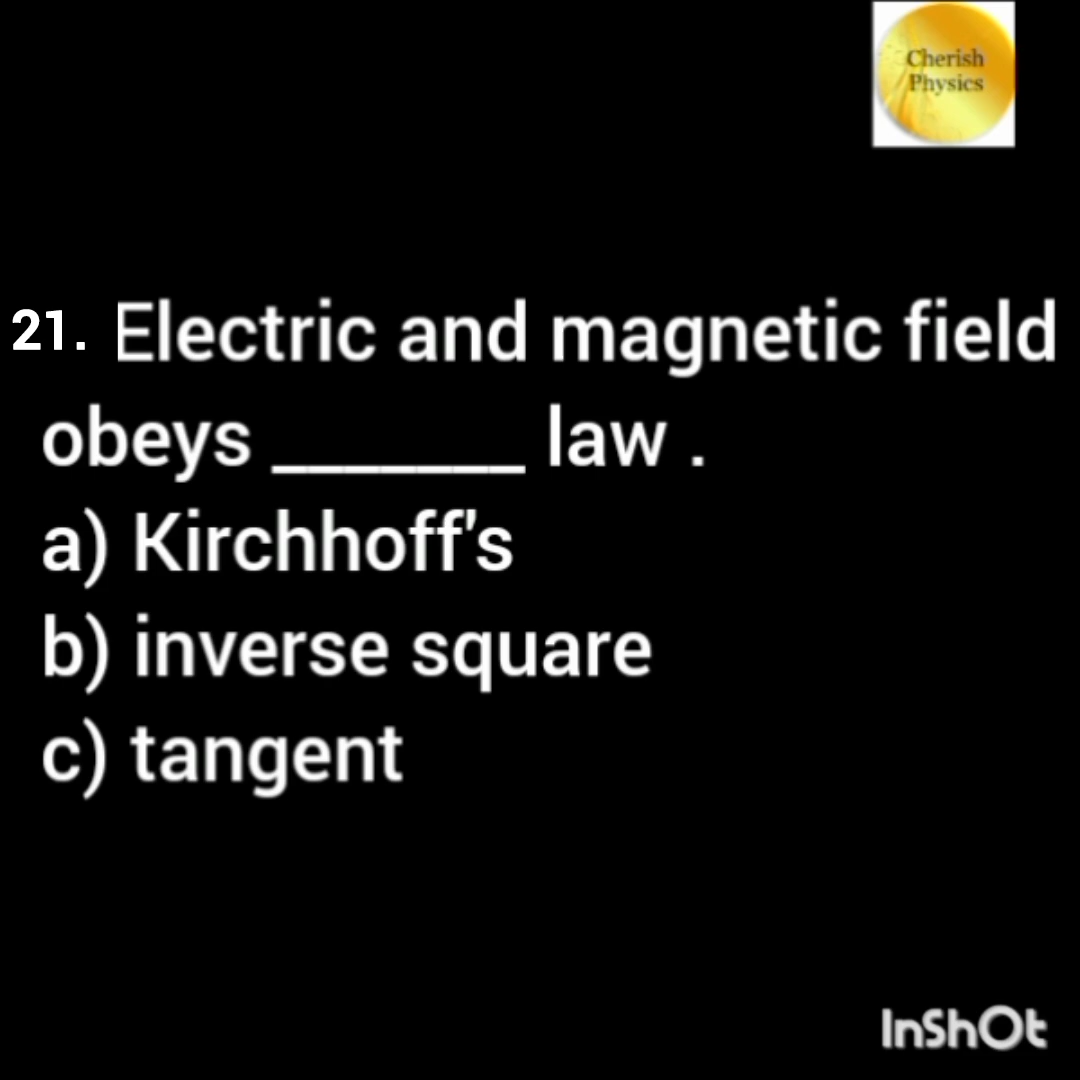 Cherish
Physics
21. Electric and magnetic field
obeys _______ law .
a) Kirchhoff's
b) inverse square
c) tangent
InShOt